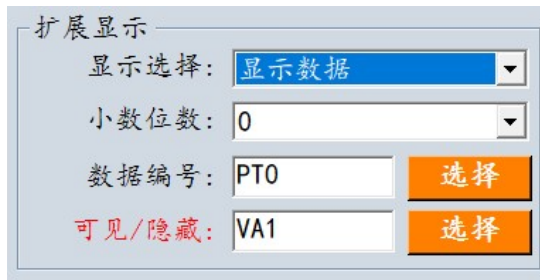 扩展显示
显示选择: 显示数据
小数位数: 0
数据编号: PT0 选择
可见/隐藏: VA1 选择